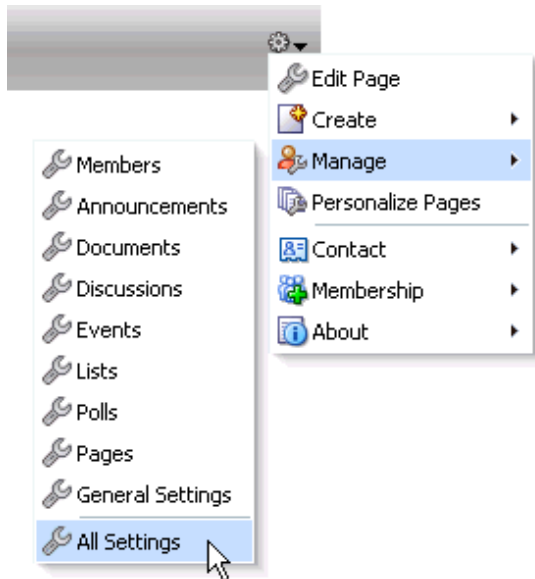 Edit Page
Create
Manage
Personalize Pages
Contact
Membership
About
Members
Announcements
Documents
Discussions
Events
Lists
Polls
Pages
General Settings
All Settings